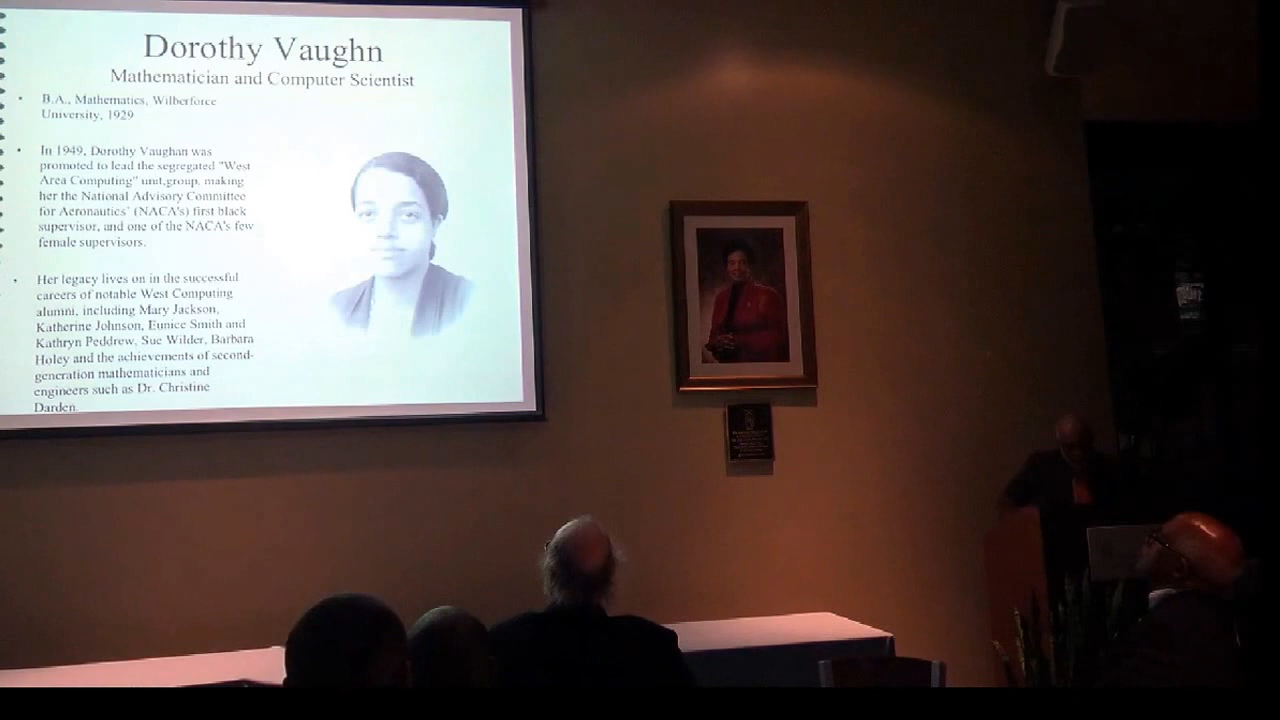 Dorothy Vaughn
Mathematician and Computer Scientist
• B.A., Mathematics, Wilberforce
University, 1929
• In 1949, Dorothy Vaughan was
promoted to lead the segregated "West
Area Computing" unit,group, making
her the National Advisory Committee
for Aeronautics' (NACA's) first black
supervisor, and one of the NACA's few
female supervisors.
• Her legacy lives on in the successful
careers of notable West Computing
alumni, including Mary Jackson,
Katherine Johnson, Eunice Smith and
Kathryn Peddrew, Sue Wilder, Barbara
Holey and the achievements of second-
generation mathematicians and
engineers such as Dr. Christine
Darden.